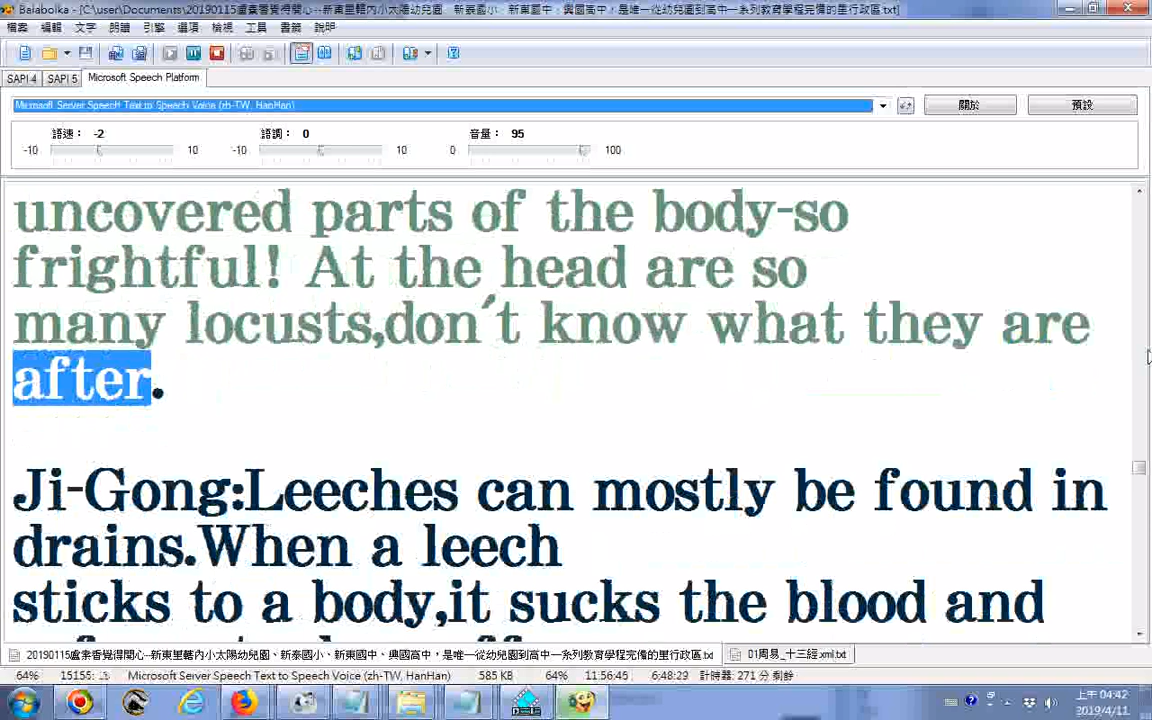 Balabolka - [C:\user\Documents\20190115盧素香覺得開心--新東里轄內小太陽幼兒園、新泰國小、新東國中、興國高中，是唯一從幼兒園到高中一系列教育學程完備的里行政區.txt]
檔案 編輯 文字 朗讀 引擎 選項 檢視 工具 書籤 說明
SAPI 4 SAPI 5 Microsoft Speech Platform
Microsoft Server Speech Text to Speech Voice (zh-TW, HanHan) 關於 預設
語速： -2 語調： 0 音量： 95
-10 10 -10 10 0 100
uncovered parts of the body-so
frightful! At the head are so
many locusts,don't know what they are
after.
Ji-Gong:Leeches can mostly be found in
drains.When a leech
sticks to a body,it sucks the blood and
20190115盧素香覺得開心--新東里轄內小太陽幼兒園、新泰國小、新東國中、興國高中，是唯一從幼兒園到高中一系列教育學程完備的里行政區.txt 01周易_十三經.xml.txt
64% Microsoft Server Speech Text to Speech Voice (zh-TW, HanHan) 585 KB 64% 11:56:45 6:48:29 計時器: 271 分 剩餘
上午 04:42
2019/4/11